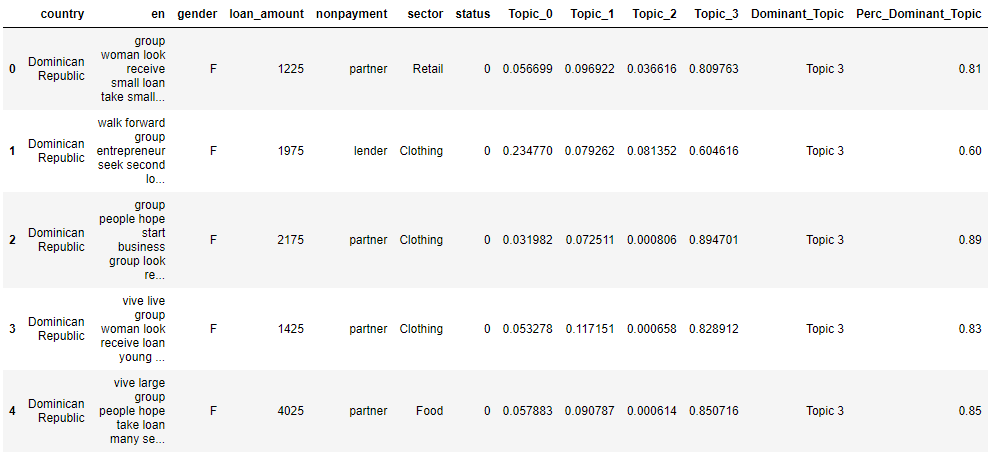 country en gender loan_amount nonpayment sector status Topic_0 Topic_1 Topic_2 Topic_3 Dominant_Topic Perc_Dominant_Topic
group
woman look
0 Dominican Republic receive F 1225 partner Retail 0 0.056699 0.096922 0.036616 0.809763 Topic 3 0.81
small loan
take small...
walk forward
group
1 Dominican Republic entrepreneur F 1975 lender Clothing 0 0.234770 0.079262 0.081352 0.604616 Topic 3 0.60
seek second
lo...
group
people hope
start
2 Dominican Republic business F 2175 partner Clothing 0 0.031982 0.072511 0.000806 0.894701 Topic 3 0.89
group look
re...
vive live
group
3 Dominican Republic woman look F 1425 partner Clothing 0 0.053278 0.117151 0.000658 0.828912 Topic 3 0.83
receive loan
young ...
vive large
group
4 Dominican Republic people hope F 4025 partner Food 0 0.057883 0.090787 0.000614 0.850716 Topic 3 0.85
take loan
many se...